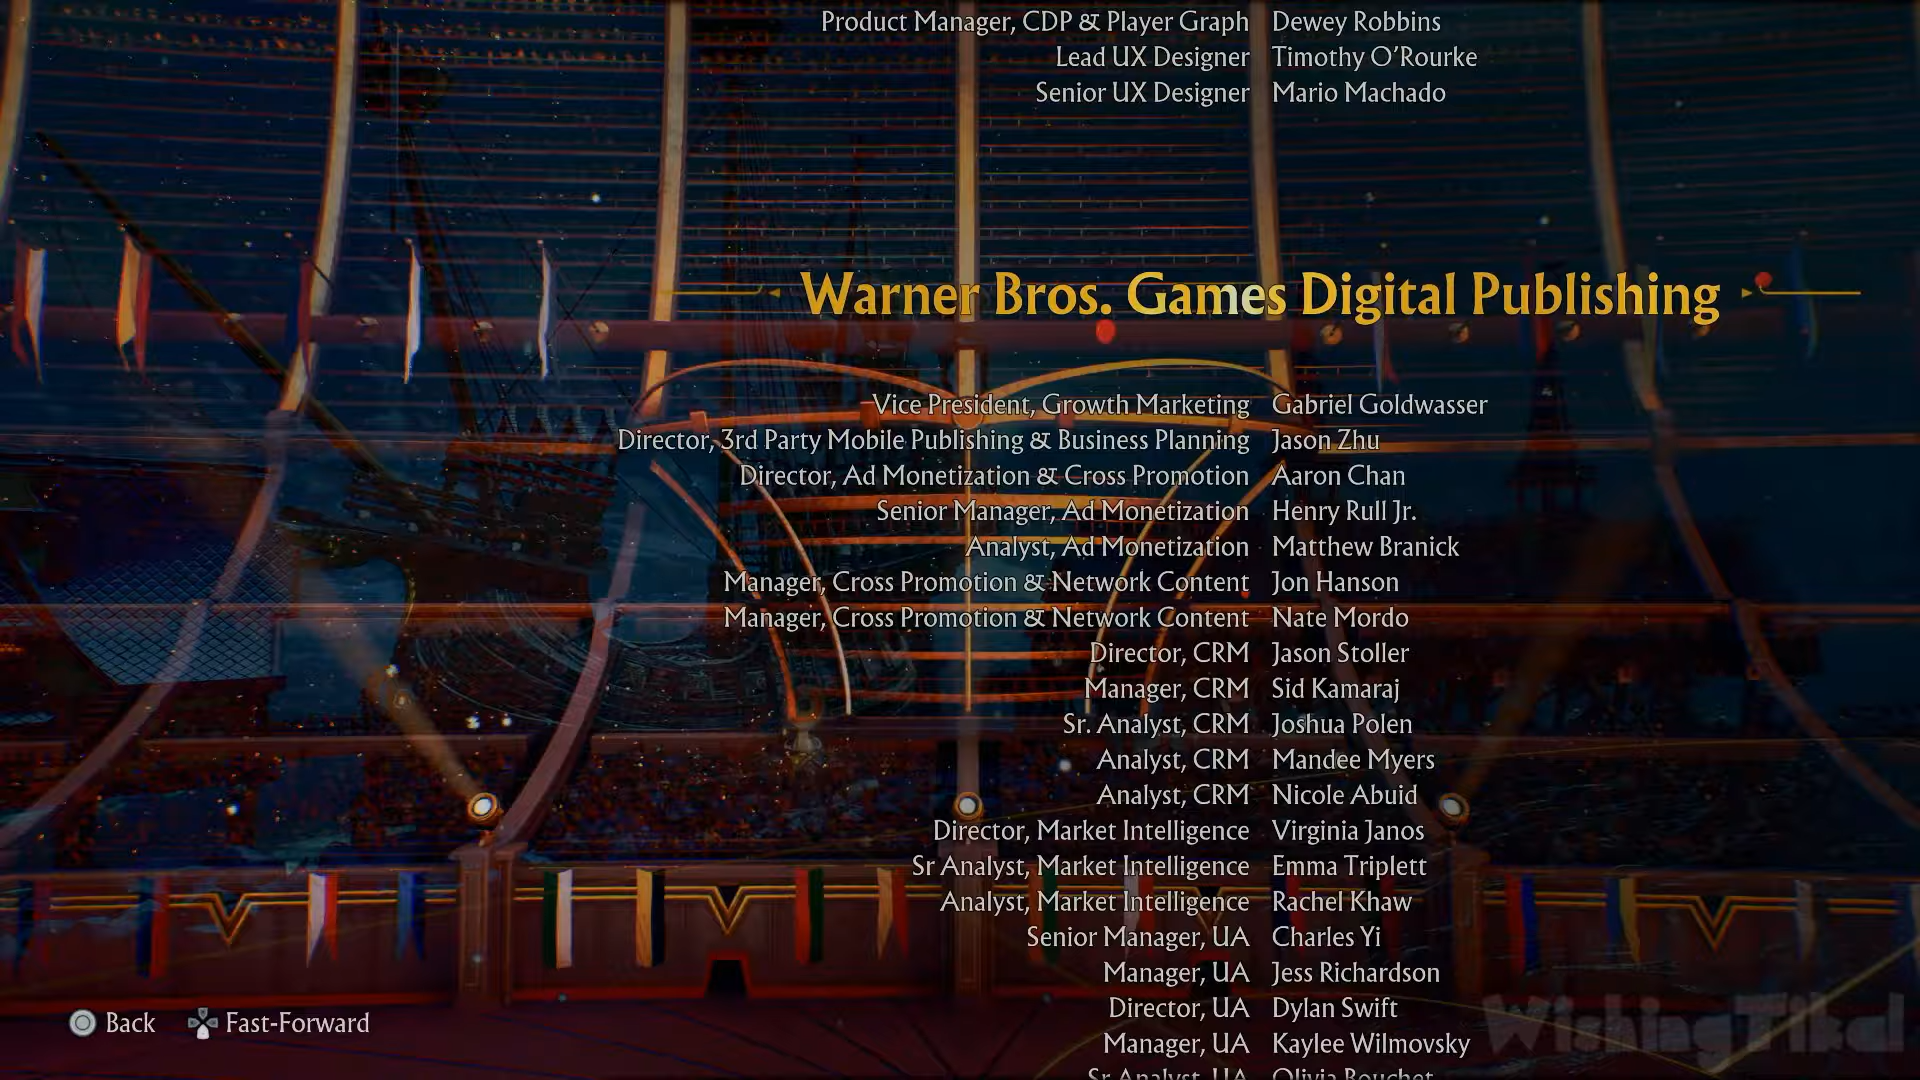 Product Manager, CDP & Player Graph Dewey Robbins
Lead UX Designer Timothy O'Rourke
Senior UX Designer Mario Machado
Warner Bros. Games Digital Publishing
Vice President, Growth Marketing Gabriel Goldwasser
Director, 3rd Party Mobile Publishing & Business Planning Jason Zhu
Director, Ad Monetization & Cross Promotion Aaron Chan
Senior Manager, Ad Monetization Henry Rull Jr.
Analyst, Ad Monetization Matthew Branick
Manager, Cross Promotion & Network Content Jon Hanson
Manager, Cross Promotion & Network Content Nate Mordo
Director, CRM Jason Stoller
Manager, CRM Sid Kamaraj
Sr. Analyst, CRM Joshua Polen
Analyst, CRM Mandee Myers
Analyst, CRM Nicole Abuid
Director, Market Intelligence Virginia Janos
Sr Analyst, Market Intelligence Emma Triplett
Analyst, Market Intelligence Rachel Khaw
Senior Manager, UA Charles Yi
Manager, UA Jess Richardson
Director, UA Dylan Swift
Manager, UA Kaylee Wilmovsky
Sr Analyst, UA Olivia Bouchet
Back Fast-Forward
WishingTikal